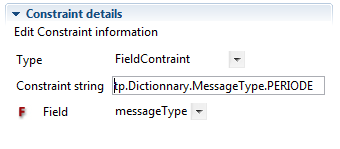 Constraint details
Edit Constraint information
Type FieldContraint
Constraint string tp.Dictionnary.MessageType.PERIODE
F Field messageType